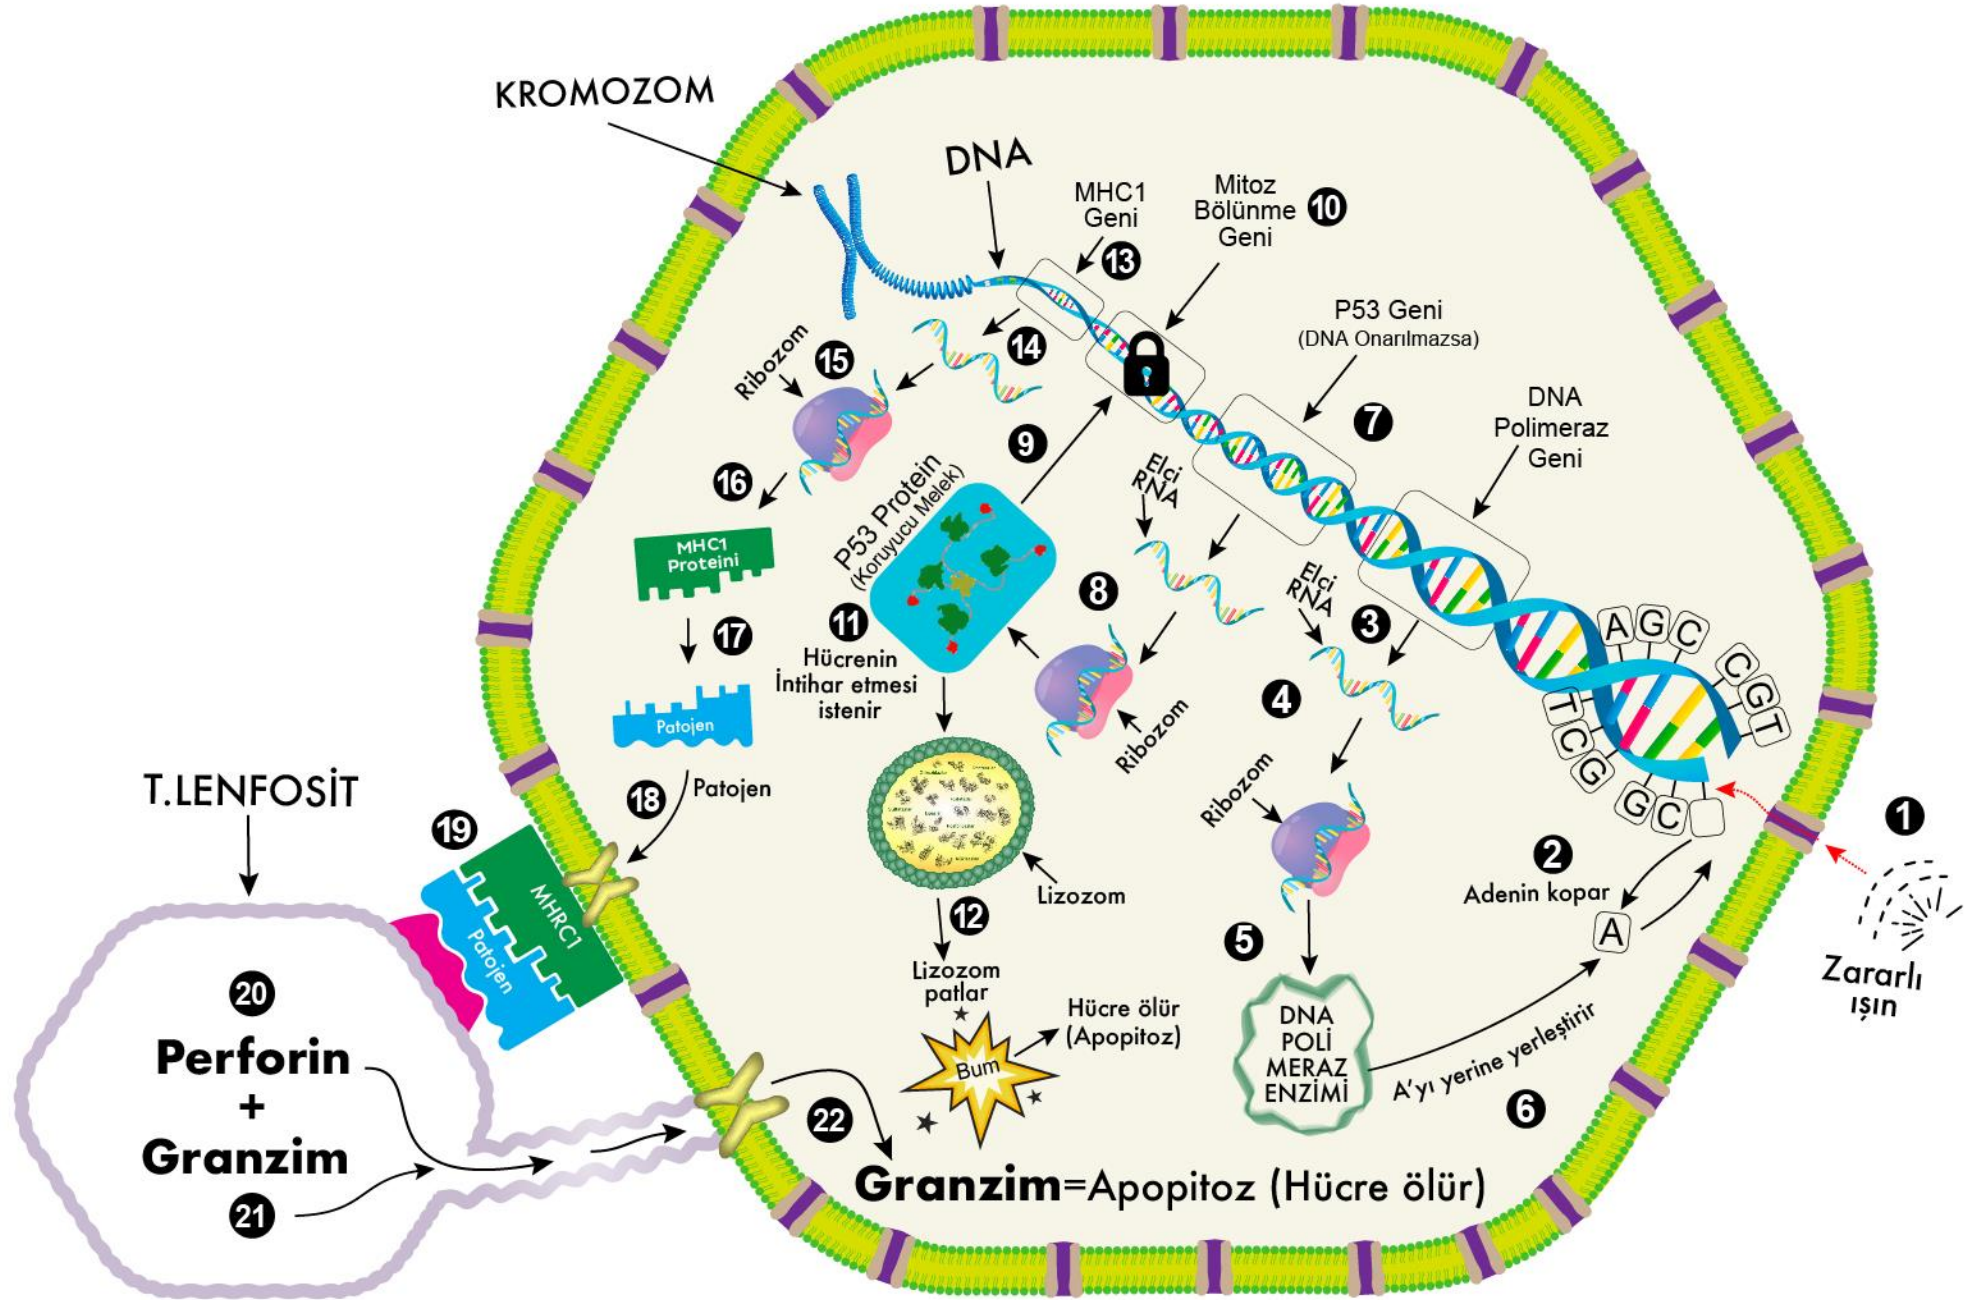 KROMOZOM
DNA
MHC1
Geni
13
Mitoz
Bölünme
Geni
10
P53 Geni
(DNA Onarılmazsa)
7
DNA
Polimeraz
Geni
14
Ribozom
15
16
MHC1
Proteini
17
Patojen
18
Patojen
9
P53 Protein
(Koruyucu Melek)
11
Hücrenin
İntihar etmesi
istenir
Elçi
RNA
8
Ribozom
Elçi
RNA
3
4
Ribozom
5
DNA
POLİ
MERAZ
ENZİMİ
A'yı yerine yerleştirir
6
A G C
C G T
T C G
G C
1
Zararlı
ışın
2
Adenin kopar
A
Lizozom
12
Lizozom
patlar
Bum
Hücre ölür
(Apopitoz)
T.LENFOSİT
19
MHRC1
Patojen
20
Perforin
+
Granzim
21
22
Granzim=Apopitoz (Hücre ölür)